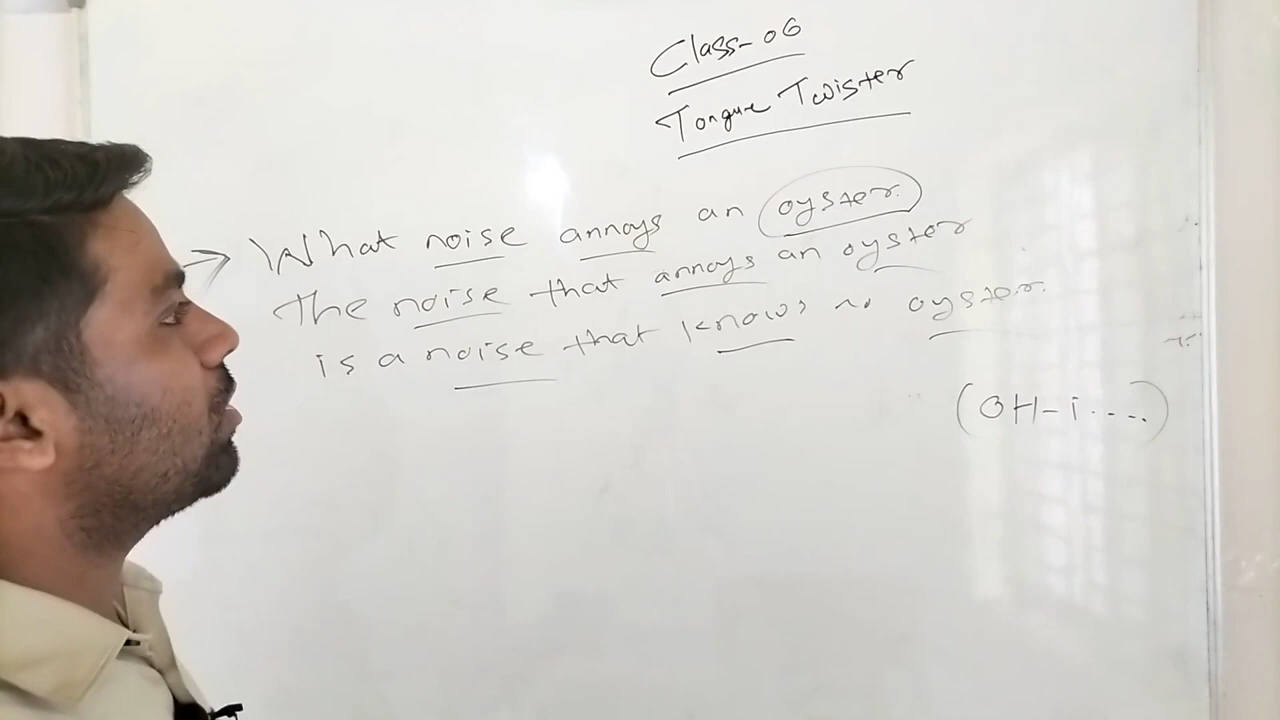 Class-06
Tongue Twister
What noise annoys an oyster.
The noise that annoys an oyster
is a noise that knows no oyster.
(OH-i....)